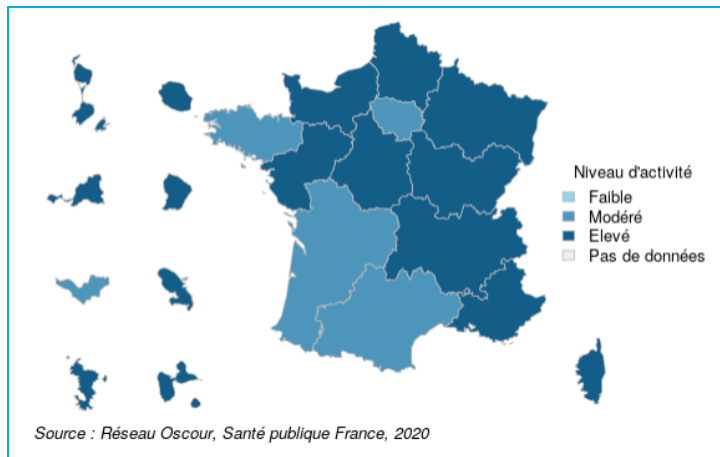 Niveau d'activité
Faible
Modéré
Elevé
Pas de données
Source : Réseau Oscour, Santé publique France, 2020